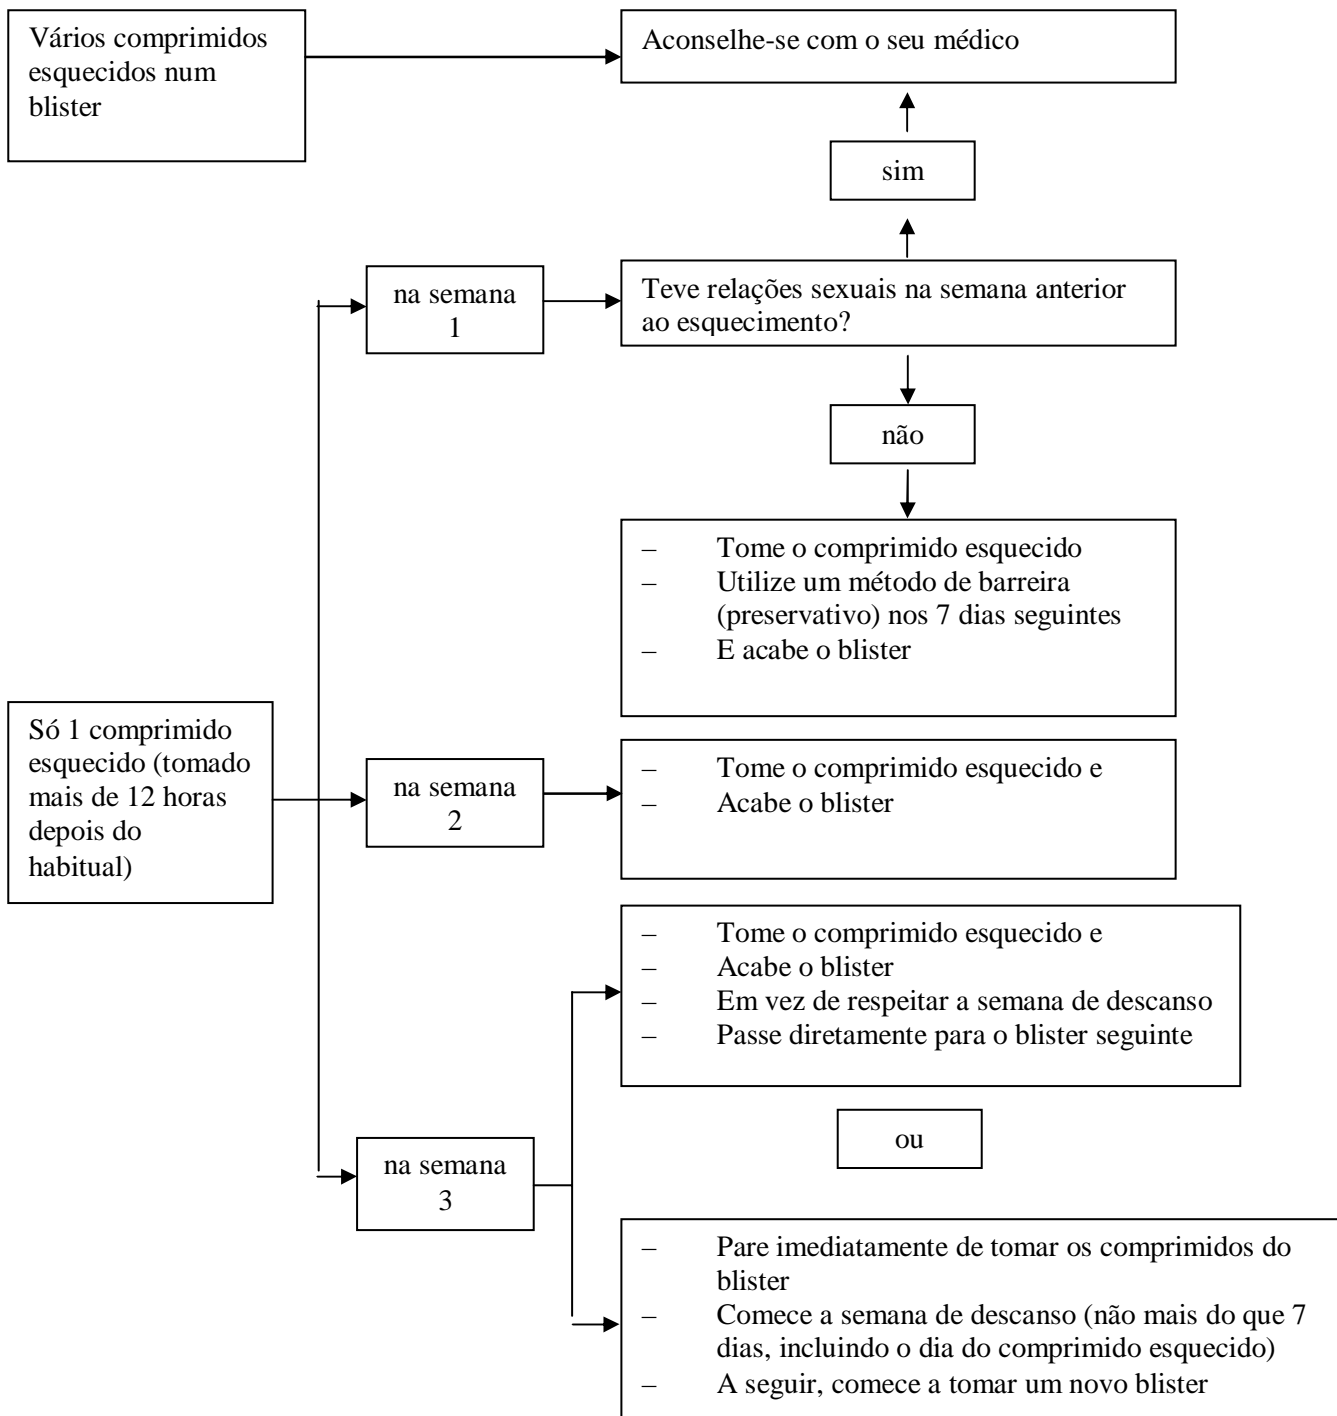 Vários comprimidos
esquecidos num
blister
Aconselhe-se com o seu médico
sim
na semana
1
Teve relações sexuais na semana anterior
ao esquecimento?
não
– Tome o comprimido esquecido
– Utilize um método de barreira
(preservativo) nos 7 dias seguintes
– E acabe o blister
Só 1 comprimido
esquecido (tomado
mais de 12 horas
depois do
habitual)
na semana
2
– Tome o comprimido esquecido e
– Acabe o blister
– Tome o comprimido esquecido e
– Acabe o blister
– Em vez de respeitar a semana de descanso
– Passe diretamente para o blister seguinte
ou
na semana
3
– Pare imediatamente de tomar os comprimidos do
blister
– Comece a semana de descanso (não mais do que 7
dias, incluindo o dia do comprimido esquecido)
– A seguir, comece a tomar um novo blister